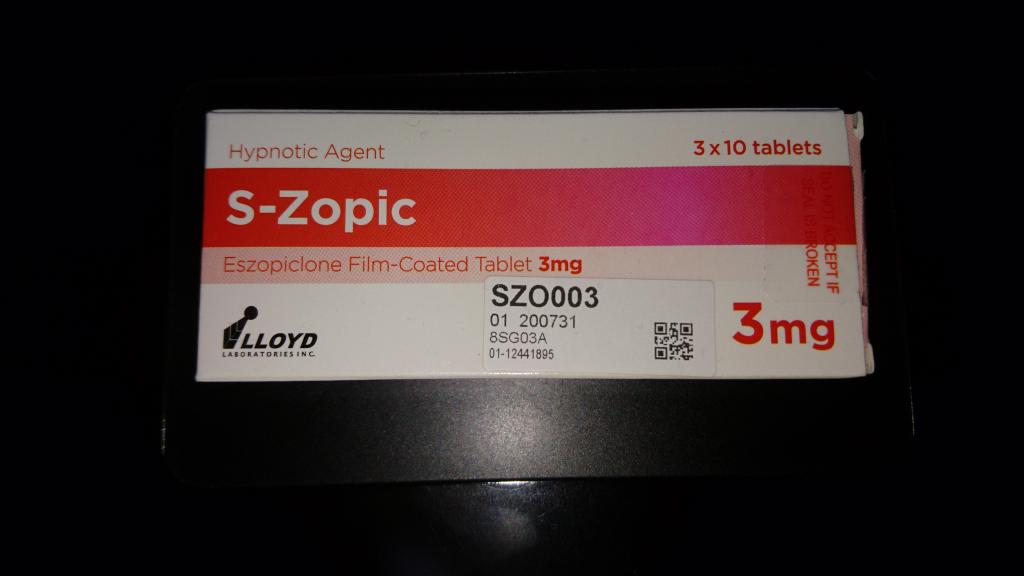 Hypnotic Agent
3 x 10 tablets
S-Zopic
Eszopiclone Film-Coated Tablet 3mg
DO NOT ACCEPT IF
SEAL IS BROKEN
SZO003
01 200731
8SG03A
01-12441895
3mg
LLOYD
LABORATORIES INC.